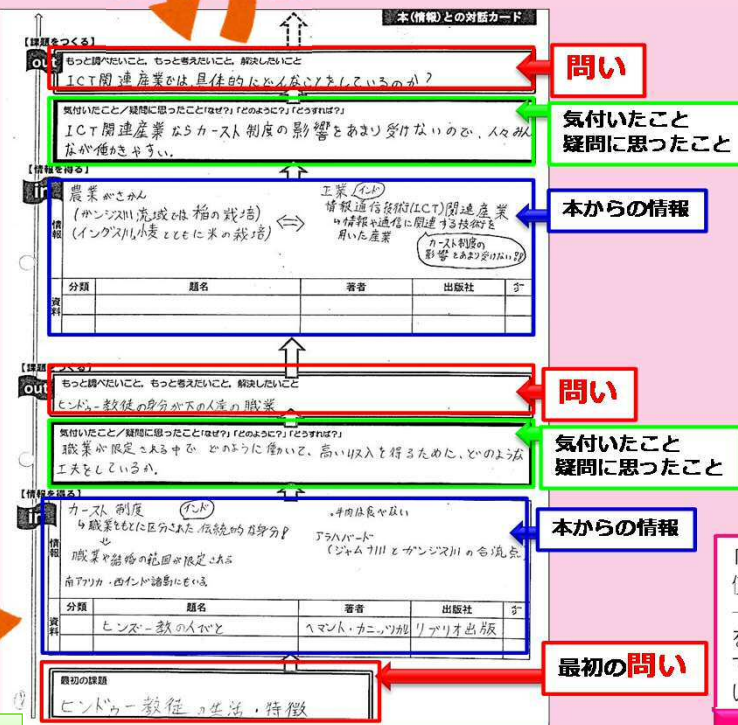 本(情報)との対話カード
【課題をつくる】
out
もっと調べたいこと，もっと考えたいこと，解決したいこと
ICT関連産業では、具体的にどんなことをしているのか？
問い
気付いたこと／疑問に思ったこと「なぜ？」「どのように？」「どうすれば？」
ICT関連産業ならカースト制度の影響をあまり受けないので、人々みん
なが働きやすい。
気付いたこと
疑問に思ったこと
【情報を得る】
in
情報
農業がさかん
(ガンジス川流域では稲の栽培)
(インダス川,小麦とともに米の栽培)
⇔
工業 インド
情報通信技術(ICT)関連産業
↳情報や通信に関連する技術を
用いた産業
カースト制度の
影響をあまり受けない
本からの情報
資料
分類 題名 著者 出版社
【課題をつくる】
out
もっと調べたいこと，もっと考えたいこと，解決したいこと
ヒンドゥー教徒の身分が下の人の職業
問い
気付いたこと／疑問に思ったこと「なぜ？」「どのように？」「どうすれば？」
職業が限定される中で どのように働いて、高い収入を得るために、どのような
工夫をしているか。
気付いたこと
疑問に思ったこと
【情報を得る】
in
情報
カースト制度 インド
↳職業をもとに区分された伝統的な身分
職業や結婚の範囲が限定される
南アフリカ・西インド諸島にもいる
・牛肉は食べない
アラハバード
(ジャムナ川とガンジス川の合流点)
本からの情報
資料
分類 題名 著者 出版社
ヒンズー教の人びと ヘマント・カニッツカル リブリオ出版
最初の課題
ヒンドゥー教徒の生活・特徴
最初の問い